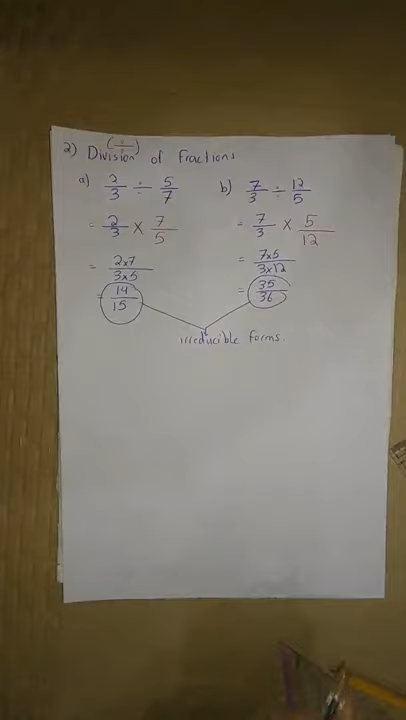 2) Division (÷) of Fractions
a) 2/3 ÷ 5/7
= 2/3 × 7/5
= 2×7/3×5
= 14/15
b) 7/3 ÷ 12/5
= 7/3 × 5/12
= 7×5/3×12
= 35/36
irreducible forms.